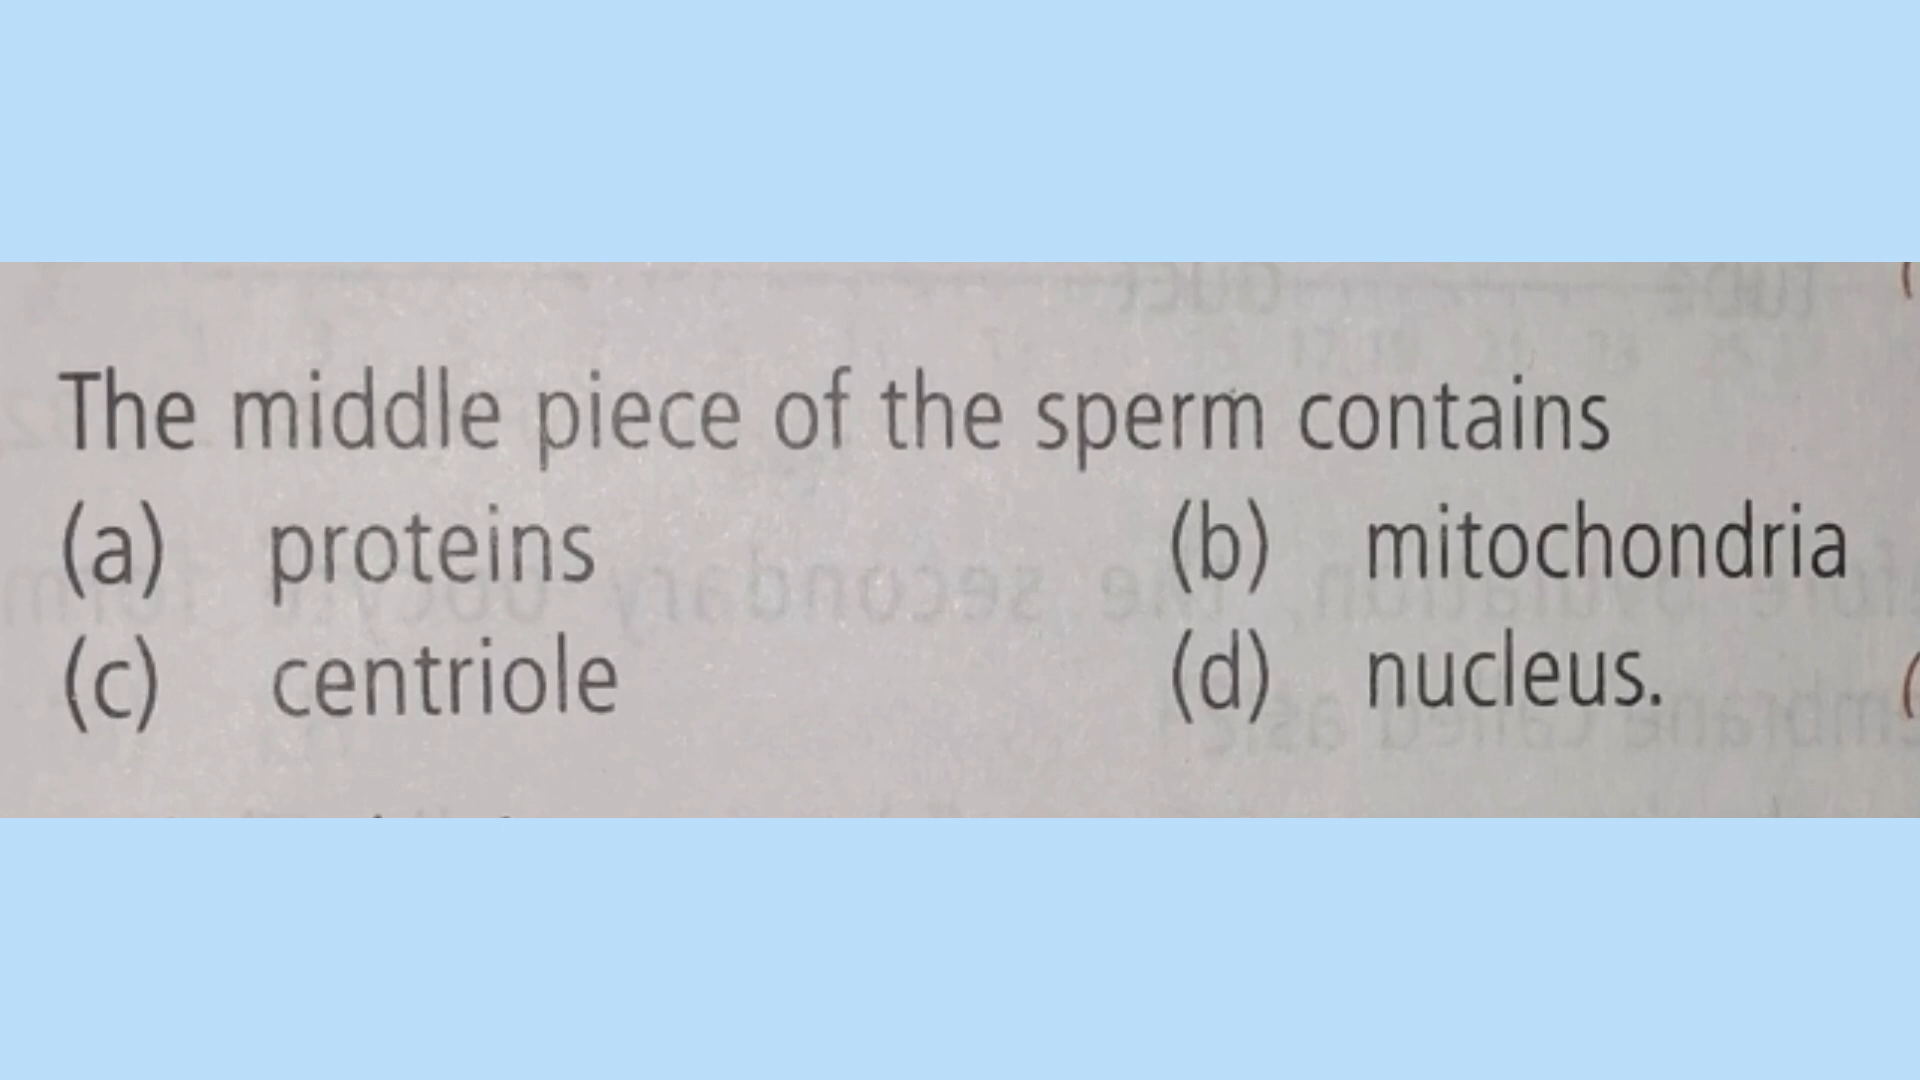 The middle piece of the sperm contains
(a) proteins (b) mitochondria
(c) centriole (d) nucleus.